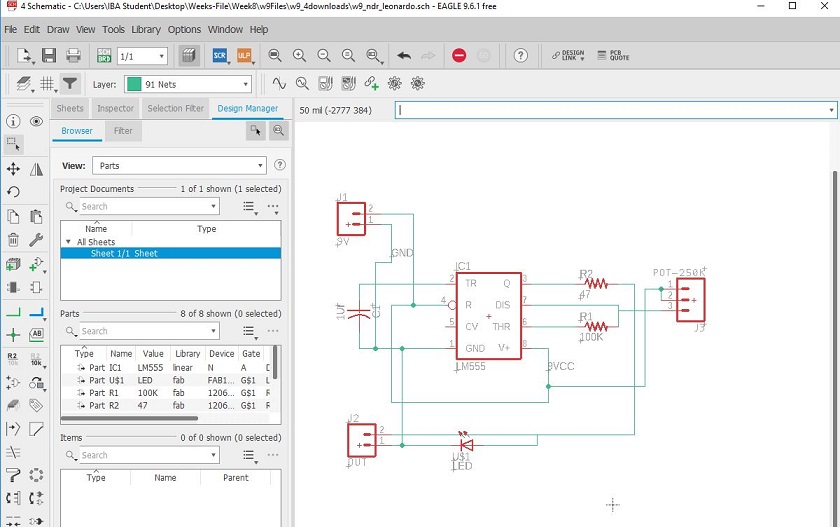 4 Schematic - C:\Users\IBA Student\Desktop\Weeks-File\Week8\w9Files\w9_4downloads\w9_ndr_leonardo.sch - EAGLE 9.6.1 free
File Edit Draw View Tools Library Options Window Help
BRD 1/1 SCR ULP ? DESIGN LINK PCB QUOTE
Layer: 91 Nets
Sheets Inspector Selection Filter Design Manager
50 mil (-2777 384)
Browser Filter
View: Parts
Project Documents 1 of 1 shown (1 selected)
Search
Name Type
All Sheets
Sheet 1/1 Sheet
Parts 8 of 8 shown (0 selected)
Search
Type Name Value Library Device Gate
Part IC1 LM555 linear N A
Part U$1 LED fab FAB1... G$1 L
Part R1 100K fab 1206... G$1 R
Part R2 47 fab 1206... G$1 R
Items 0 of 0 shown (0 selected)
Search
Type Name Parent
R2
10k
R2
10k
J1
2
1
9V
GND
IC1
2 TR Q 3
4 R DIS 7
5 CV THR 6
1 GND V+ 8
LM555
1UF
C1
R2
47
R1
100K
POT-250K
1
2
3
J3
9VCC
J2
2
1
OUT
U$1
LED